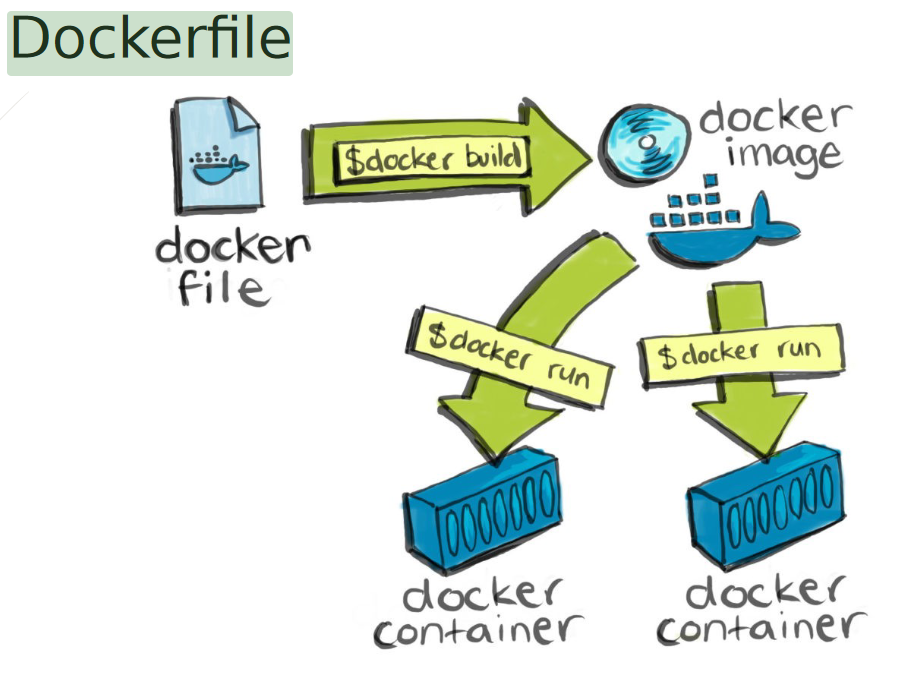 Dockerfile
$docker build
docker
image
docker
file
$docker run
$docker run
docker
container
docker
container